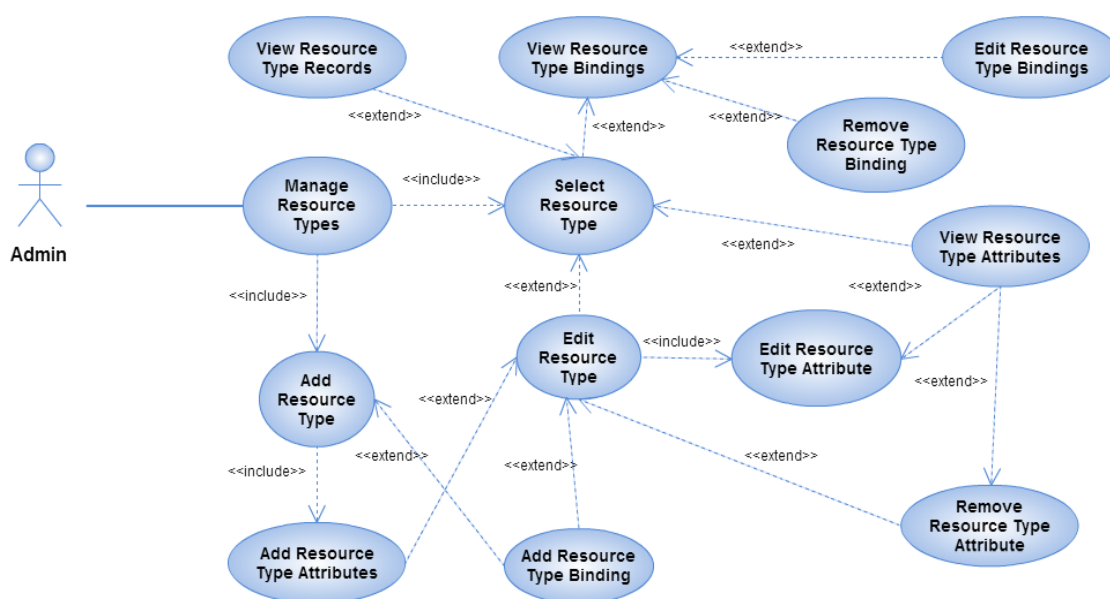 View Resource
Type Records
View Resource
Type Bindings
<<extend>>
Edit Resource
Type Bindings
<<extend>>
<<extend>>
<<extend>>
Remove
Resource Type
Binding
Admin
Manage
Resource
Types
<<include>>
Select
Resource
Type
<<extend>>
View Resource
Type Attributes
<<include>>
<<extend>>
<<extend>>
Edit
Resource
Type
<<include>>
Edit Resource
Type Attribute
Add
Resource
Type
<<extend>>
<<extend>>
<<include>>
<<extend>>
<<extend>>
<<extend>>
Add Resource
Type Attributes
Add Resource
Type Binding
Remove
Resource Type
Attribute